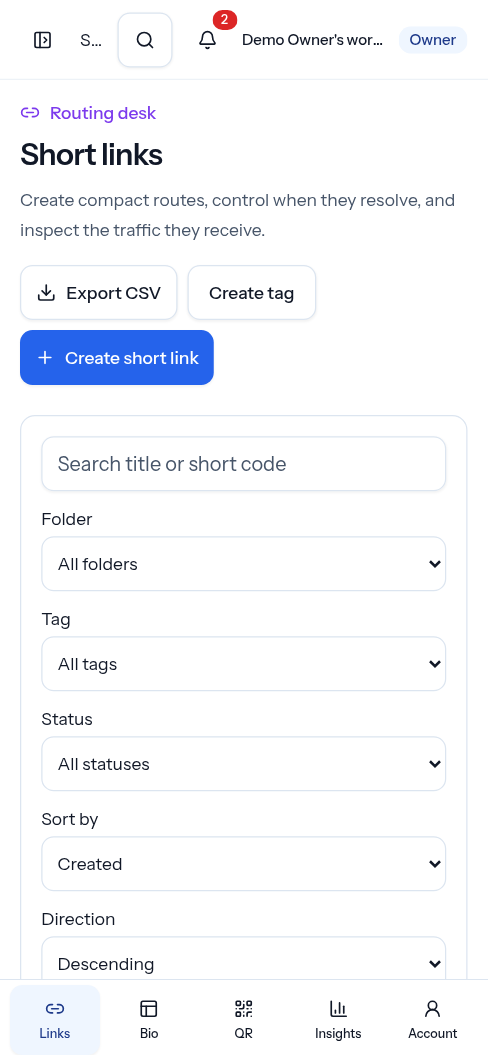 S...
2
Demo Owner's wor...
Owner
Routing desk
Short links
Create compact routes, control when they resolve, and
inspect the traffic they receive.
Export CSV
Create tag
Create short link
Search title or short code
Folder
All folders
Tag
All tags
Status
All statuses
Sort by
Created
Direction
Descending
Links
Bio
QR
Insights
Account